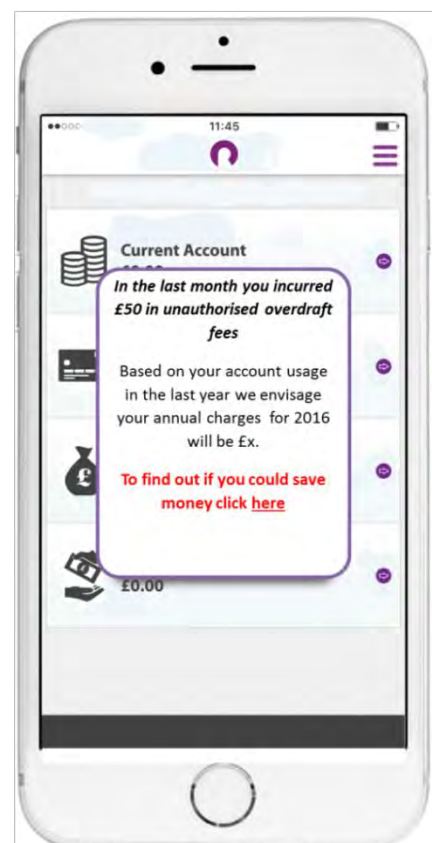 11:45
Current Account
In the last month you incurred
£50 in unauthorised overdraft
fees
Based on your account usage
in the last year we envisage
your annual charges for 2016
will be £x.
To find out if you could save
money click here
£
£0.00